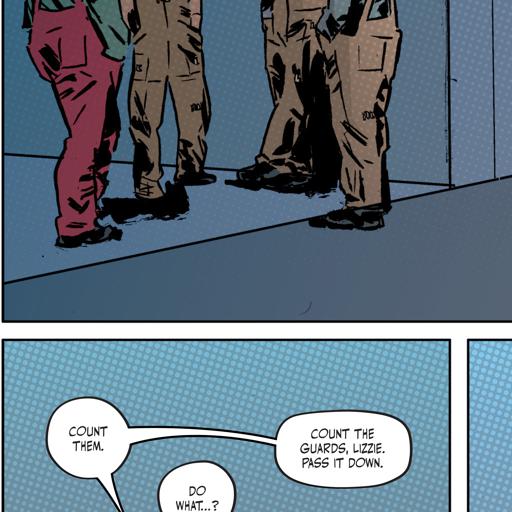 COUNT
THEM.
COUNT THE
GUARDS, LIZZIE.
PASS IT DOWN.
DO
WHAT...?